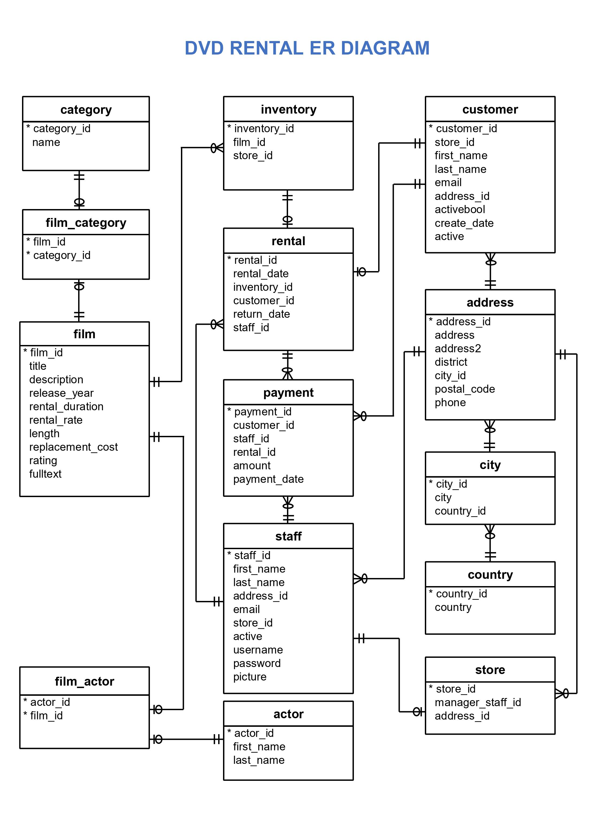 DVD RENTAL ER DIAGRAM
category
* category_id
name
film_category
* film_id
* category_id
film
* film_id
title
description
release_year
rental_duration
rental_rate
length
replacement_cost
rating
fulltext
film_actor
* actor_id
* film_id
inventory
* inventory_id
film_id
store_id
rental
* rental_id
rental_date
inventory_id
customer_id
return_date
staff_id
payment
* payment_id
customer_id
staff_id
rental_id
amount
payment_date
staff
* staff_id
first_name
last_name
address_id
email
store_id
active
username
password
picture
actor
* actor_id
first_name
last_name
customer
* customer_id
store_id
first_name
last_name
email
address_id
activebool
create_date
active
address
* address_id
address
address2
district
city_id
postal_code
phone
city
* city_id
city
country_id
country
* country_id
country
store
* store_id
manager_staff_id
address_id